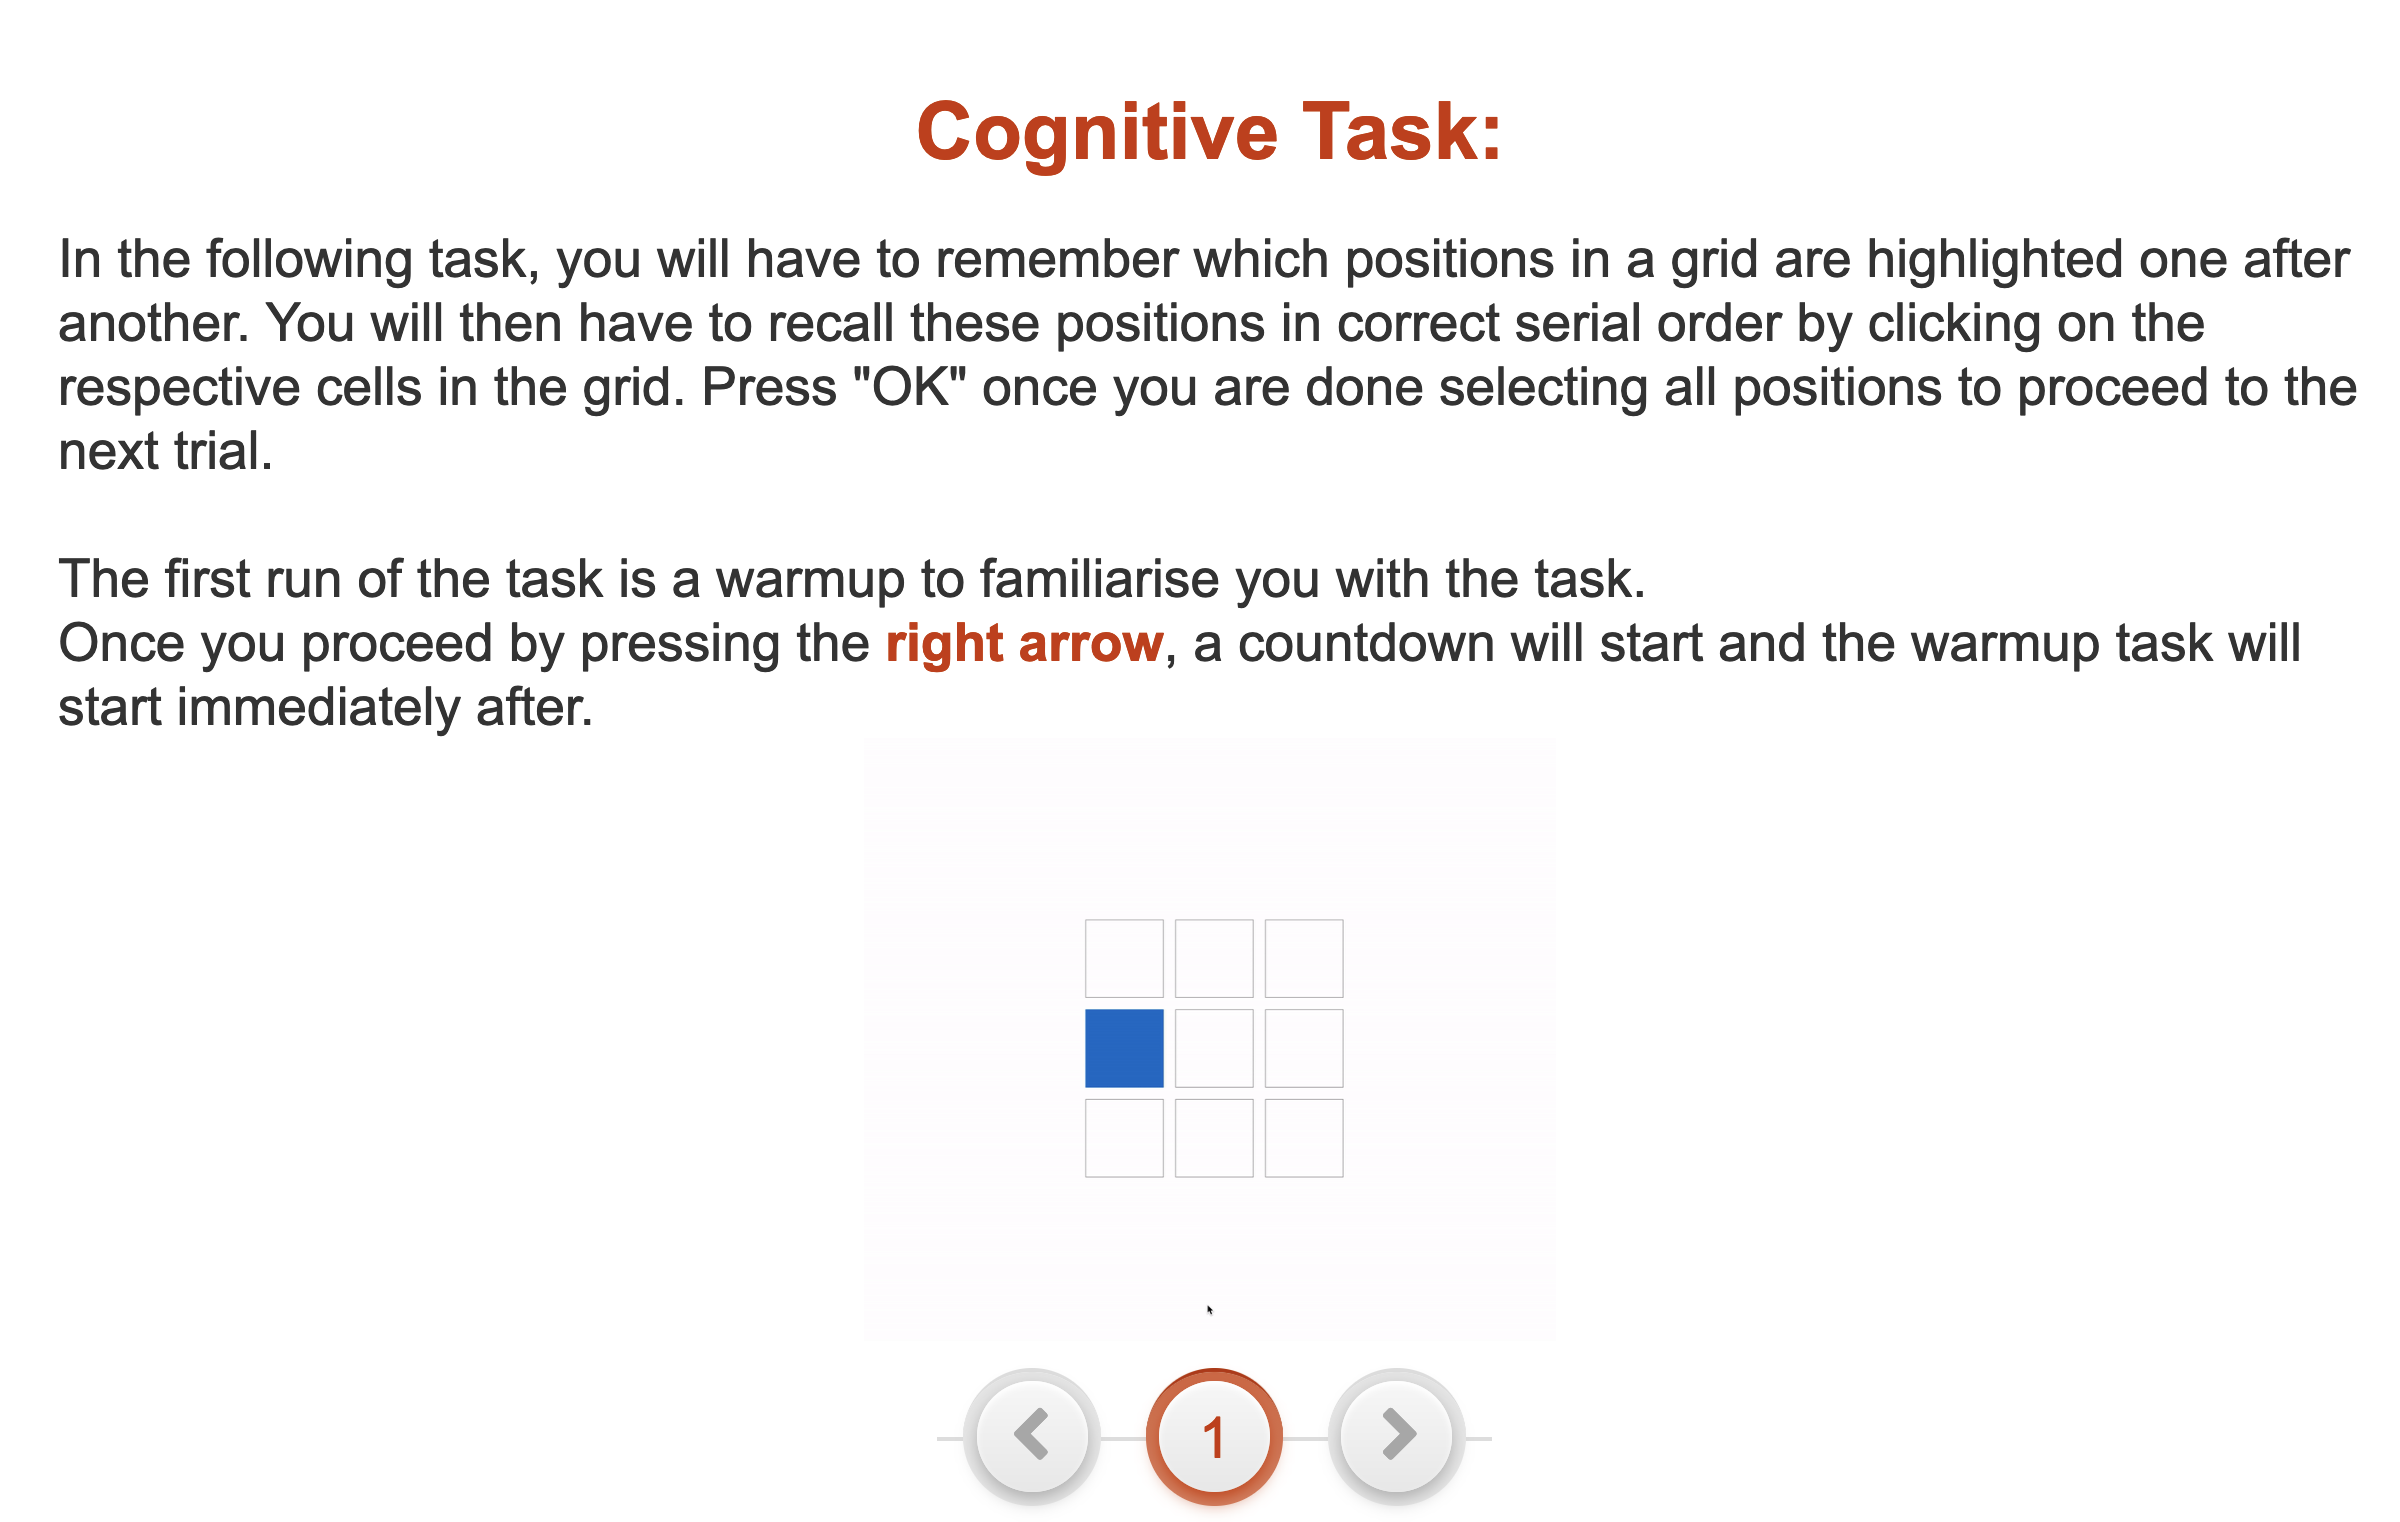 Cognitive Task:
In the following task, you will have to remember which positions in a grid are highlighted one after
another. You will then have to recall these positions in correct serial order by clicking on the
respective cells in the grid. Press "OK" once you are done selecting all positions to proceed to the
next trial.
The first run of the task is a warmup to familiarise you with the task.
Once you proceed by pressing the right arrow, a countdown will start and the warmup task will
start immediately after.
1